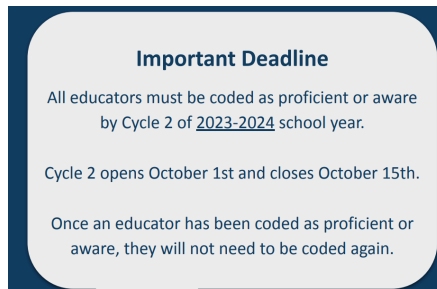 Important Deadline
All educators must be coded as proficient or aware
by Cycle 2 of 2023-2024 school year.
Cycle 2 opens October 1st and closes October 15th.
Once an educator has been coded as proficient or
aware, they will not need to be coded again.